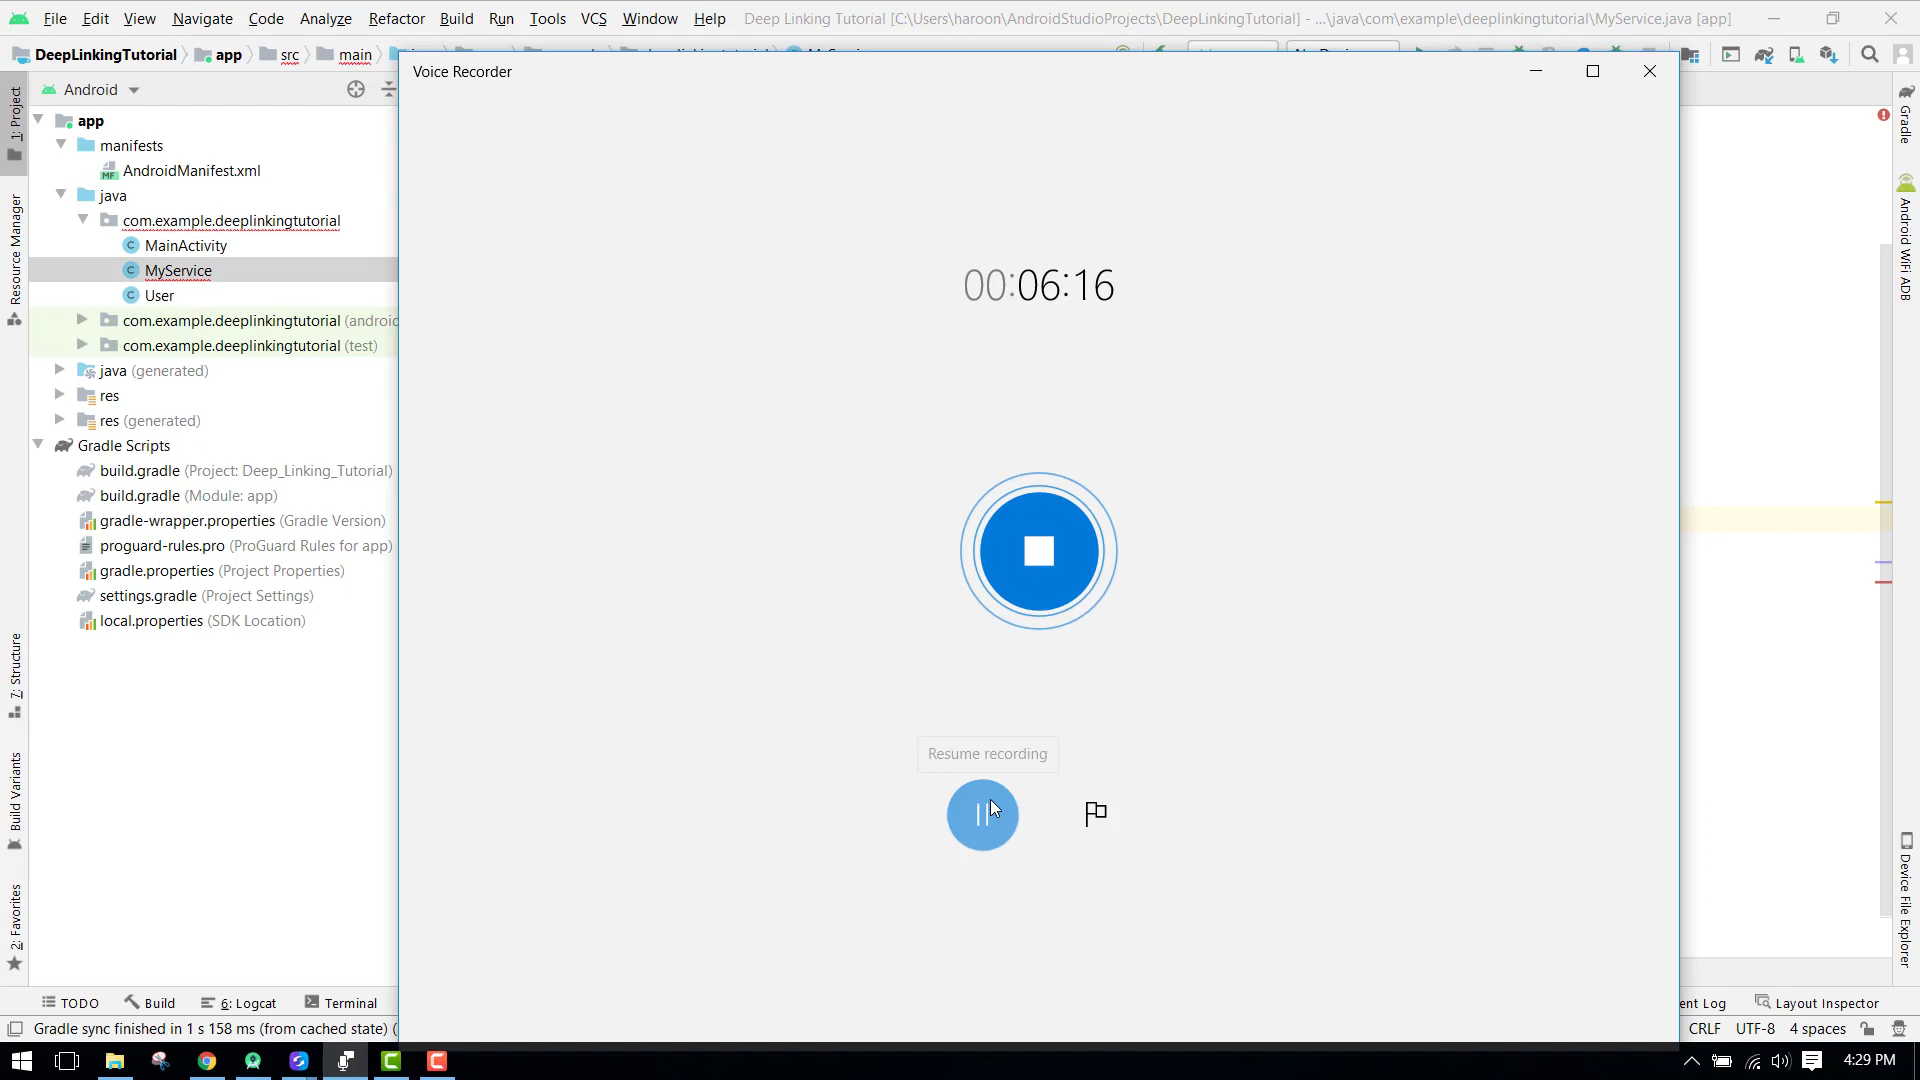 File Edit View Navigate Code Analyze Refactor Build Run Tools VCS Window Help Deep Linking Tutorial [C:\Users\haroon\AndroidStudioProjects\DeepLinkingTutorial] - ...\java\com\example\deeplinkingtutorial\MyService.java [app]
DeepLinkingTutorial app src main
Voice Recorder
1: Project
Resource Manager
7: Structure
Build Variants
2: Favorites
Android
app
manifests
AndroidManifest.xml
java
com.example.deeplinkingtutorial
MainActivity
MyService
User
com.example.deeplinkingtutorial (android
com.example.deeplinkingtutorial (test)
java (generated)
res
res (generated)
Gradle Scripts
build.gradle (Project: Deep_Linking_Tutorial)
build.gradle (Module: app)
gradle-wrapper.properties (Gradle Version)
proguard-rules.pro (ProGuard Rules for app)
gradle.properties (Project Properties)
settings.gradle (Project Settings)
local.properties (SDK Location)
00:06:16
Resume recording
Gradle
Android WiFi ADB
Device File Explorer
TODO Build 6: Logcat Terminal ent Log Layout Inspector
Gradle sync finished in 1 s 158 ms (from cached state) ( CRLF UTF-8 4 spaces
4:29 PM